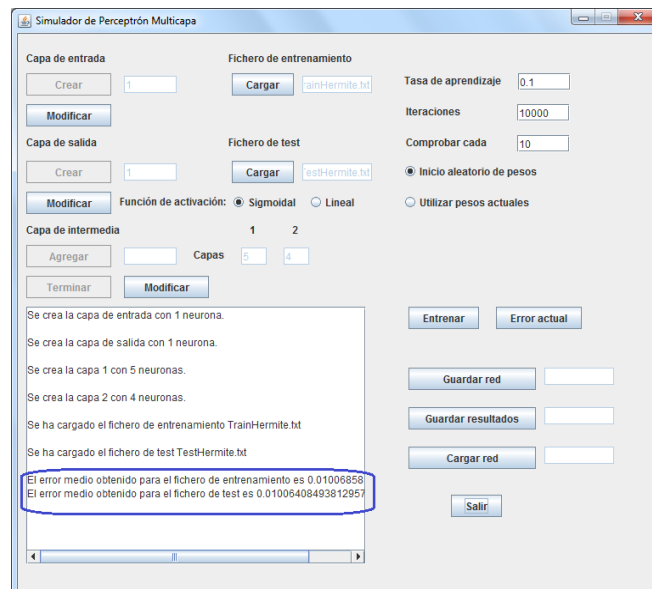 Simulador de Perceptrón Multicapa
Capa de entrada
Fichero de entrenamiento
Crear
1
Cargar
rainHermite.txt
Tasa de aprendizaje
0.1
Modificar
Iteraciones
10000
Capa de salida
Fichero de test
Comprobar cada
10
Crear
1
Cargar
estHermite.txt
Inicio aleatorio de pesos
Modificar
Función de activación:
Sigmoidal
Lineal
Utilizar pesos actuales
Capa de intermedia
1
2
Agregar
Capas
5
4
Terminar
Modificar
Se crea la capa de entrada con 1 neurona.
Se crea la capa de salida con 1 neurona.
Se crea la capa 1 con 5 neuronas.
Se crea la capa 2 con 4 neuronas.
Se ha cargado el fichero de entrenamiento TrainHermite.txt
Se ha cargado el fichero de test TestHermite.txt
El error medio obtenido para el fichero de entrenamiento es 0.01006858
El error medio obtenido para el fichero de test es 0.01006408493812957
Entrenar
Error actual
Guardar red
Guardar resultados
Cargar red
Salir